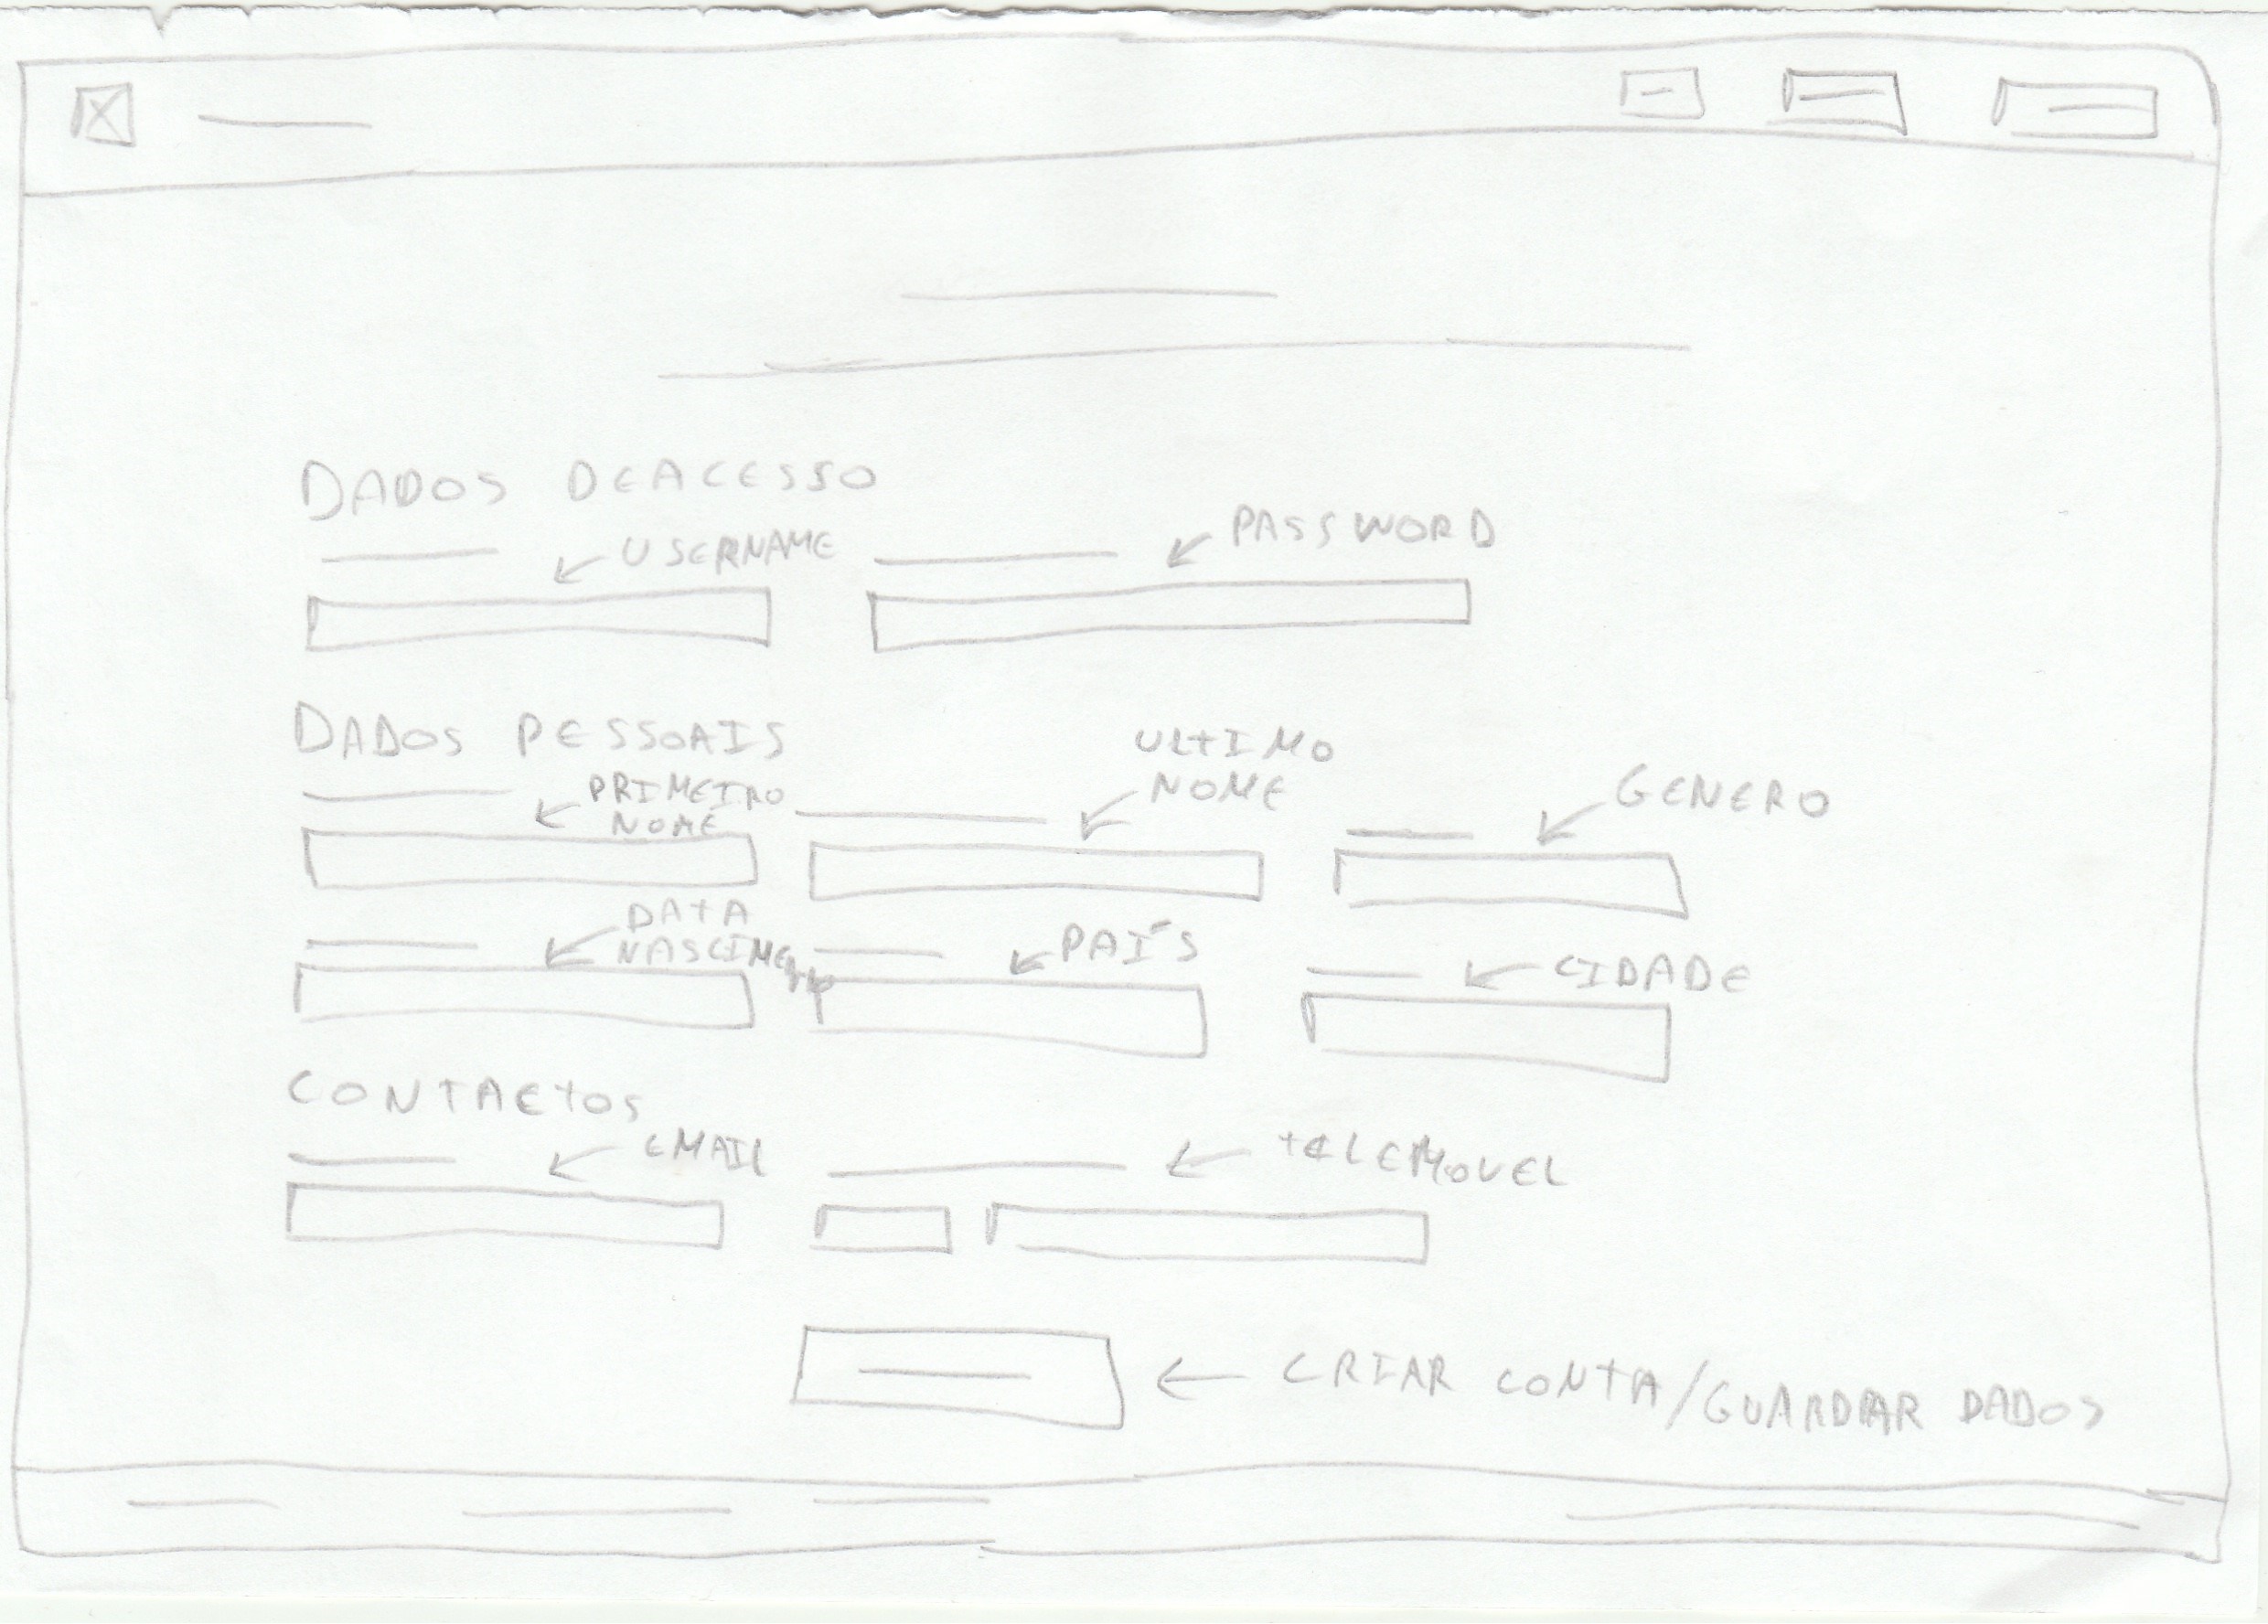 DADOS DE ACESSO
USERNAME
PASSWORD
DADOS PESSOAIS
PRIMEIRO
NOME
ULTIMO
NOME
GENERO
DATA
NASCIMENTO
PAÍS
CIDADE
CONTACTOS
EMAIL
TELEMOVEL
CRIAR CONTA/GUARDAR DADOS